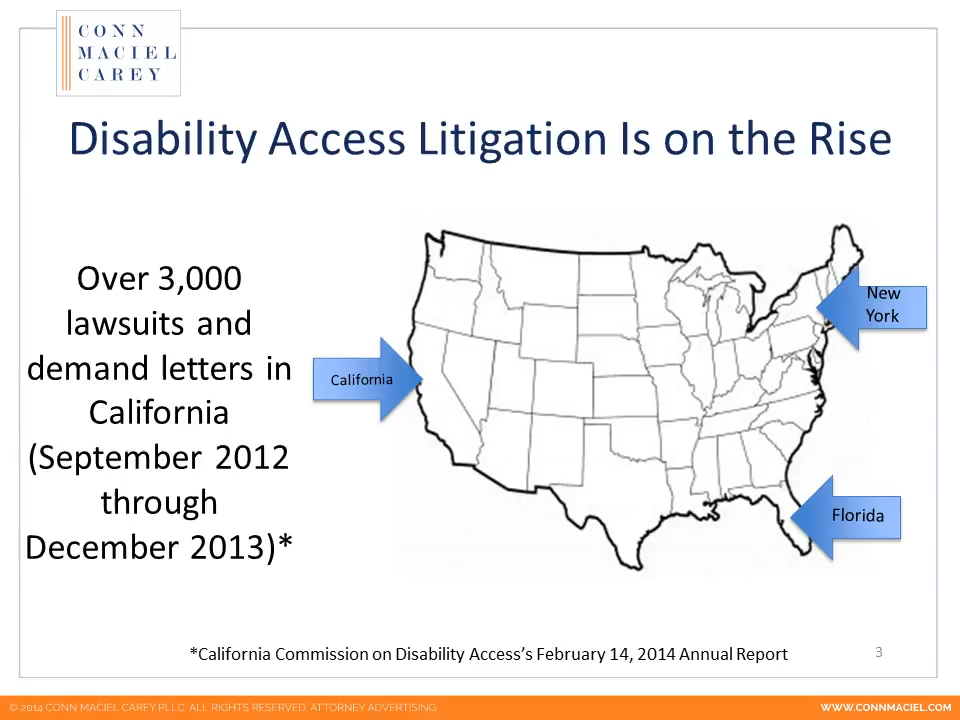 CONN
MACIEL
CAREY
Disability Access Litigation Is on the Rise
Over 3,000
lawsuits and
demand letters in
California
(September 2012
through
December 2013)*
New
York
California
Florida
*California Commission on Disability Access’s February 14, 2014 Annual Report
3
© 2014 CONN MACIEL CAREY PLLC. ALL RIGHTS RESERVED. ATTORNEY ADVERTISING.
WWW.CONNMACIEL.COM